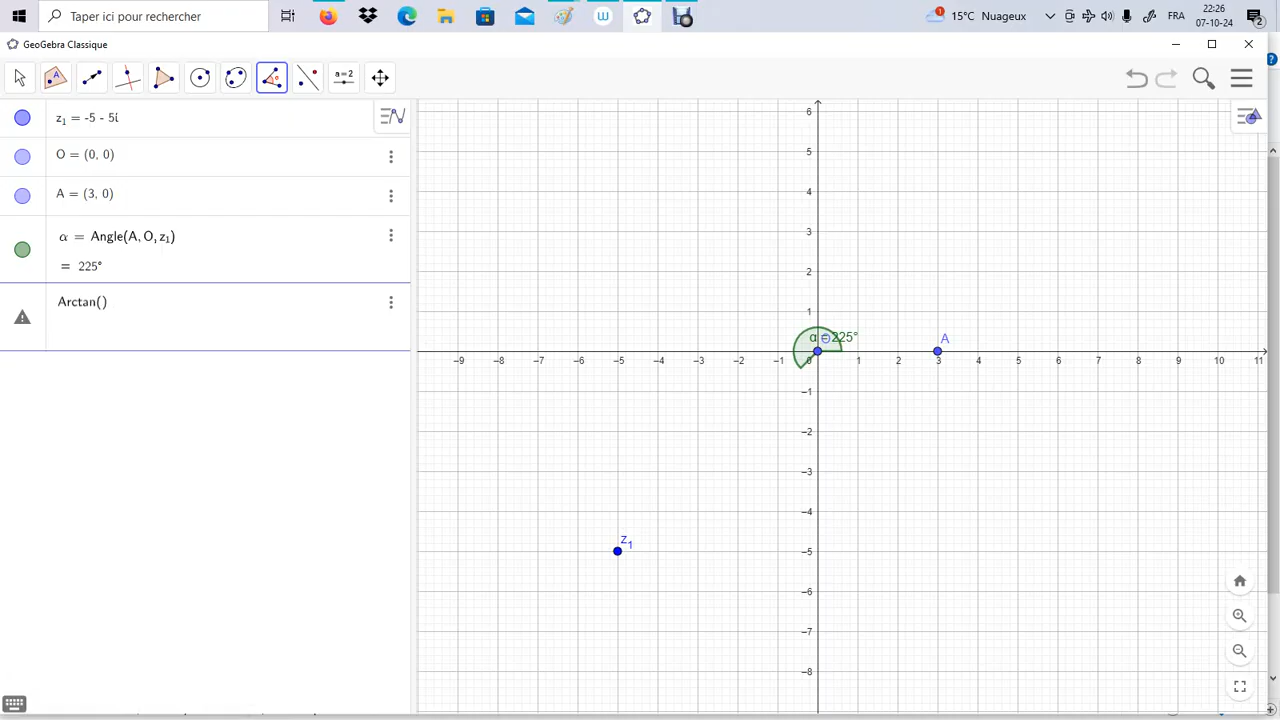 Taper ici pour rechercher
W
1
15°C Nuageux
FRA
22:26
07-10-24
2
GeoGebra Classique
A
a=2
z1 = -5 - 5i
O = (0, 0)
A = (3, 0)
α = Angle(A, O, z1)
= 225°
Arctan()
6
5
4
3
2
1
α = 225°
O
A
−9 −8 −7 −6 −5 −4 −3 −2 −1 0 1 2 3 4 5 6 7 8 9 10 11
−1
−2
−3
−4
z1
−5
−6
−7
−8